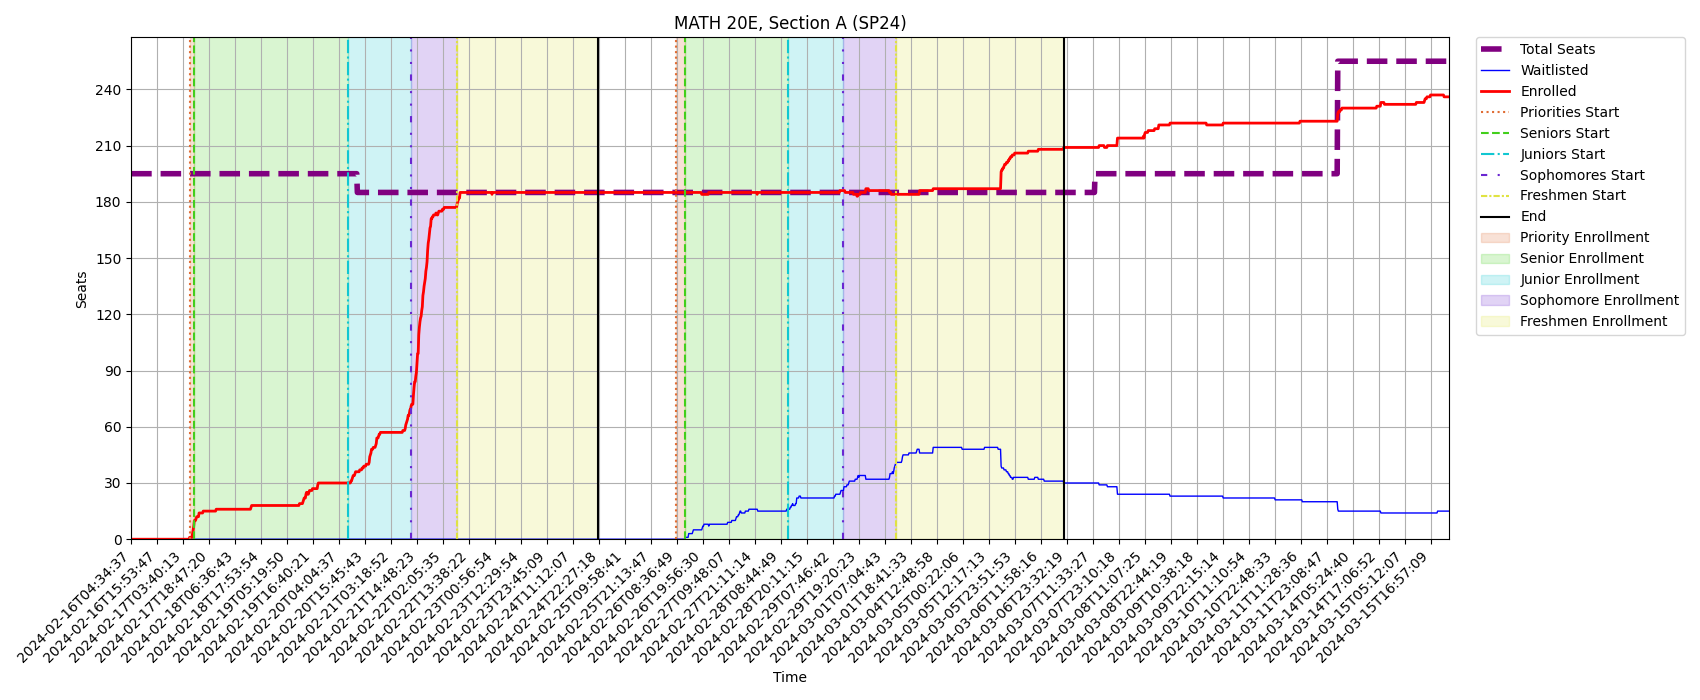 MATH 20E, Section A (SP24)
Seats
240
210
180
150
120
90
60
30
0
2024-02-16T04:34:37
2024-02-16T15:53:47
2024-02-17T03:40:13
2024-02-17T18:47:20
2024-02-18T06:36:43
2024-02-18T17:53:54
2024-02-19T05:19:50
2024-02-19T16:40:21
2024-02-20T04:04:37
2024-02-20T15:45:43
2024-02-21T03:18:52
2024-02-21T14:48:23
2024-02-22T02:05:35
2024-02-22T13:38:22
2024-02-23T00:56:54
2024-02-23T12:29:54
2024-02-23T23:45:09
2024-02-24T11:12:07
2024-02-24T22:27:18
2024-02-25T09:58:41
2024-02-25T21:13:47
2024-02-26T08:36:49
2024-02-26T19:56:30
2024-02-27T09:48:07
2024-02-27T21:11:14
2024-02-28T08:44:49
2024-02-28T20:11:15
2024-02-29T07:46:42
2024-02-29T19:20:23
2024-03-01T07:04:43
2024-03-01T18:41:33
2024-03-04T12:48:58
2024-03-05T00:22:06
2024-03-05T12:17:13
2024-03-05T23:51:53
2024-03-06T11:58:16
2024-03-06T23:32:19
2024-03-07T11:33:27
2024-03-07T23:10:18
2024-03-08T11:07:25
2024-03-08T22:44:19
2024-03-09T10:38:18
2024-03-09T22:15:14
2024-03-10T11:10:54
2024-03-10T22:48:33
2024-03-11T11:28:36
2024-03-11T23:08:47
2024-03-14T05:24:40
2024-03-14T17:06:52
2024-03-15T05:12:07
2024-03-15T16:57:09
Time
Total Seats
Waitlisted
Enrolled
Priorities Start
Seniors Start
Juniors Start
Sophomores Start
Freshmen Start
End
Priority Enrollment
Senior Enrollment
Junior Enrollment
Sophomore Enrollment
Freshmen Enrollment